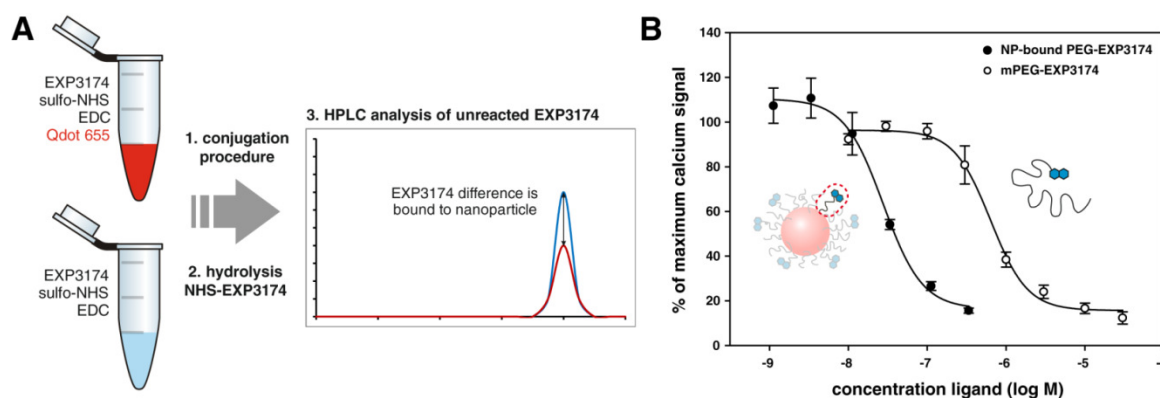 A
EXP3174
sulfo-NHS
EDC
Qdot 655
EXP3174
sulfo-NHS
EDC
1. conjugation
procedure
2. hydrolysis
NHS-EXP3174
3. HPLC analysis of unreacted EXP3174
EXP3174 difference is
bound to nanoparticle
B
% of maximum calcium signal
140
120
100
80
60
40
20
0
NP-bound PEG-EXP3174
mPEG-EXP3174
-9
-8
-7
-6
-5
concentration ligand (log M)